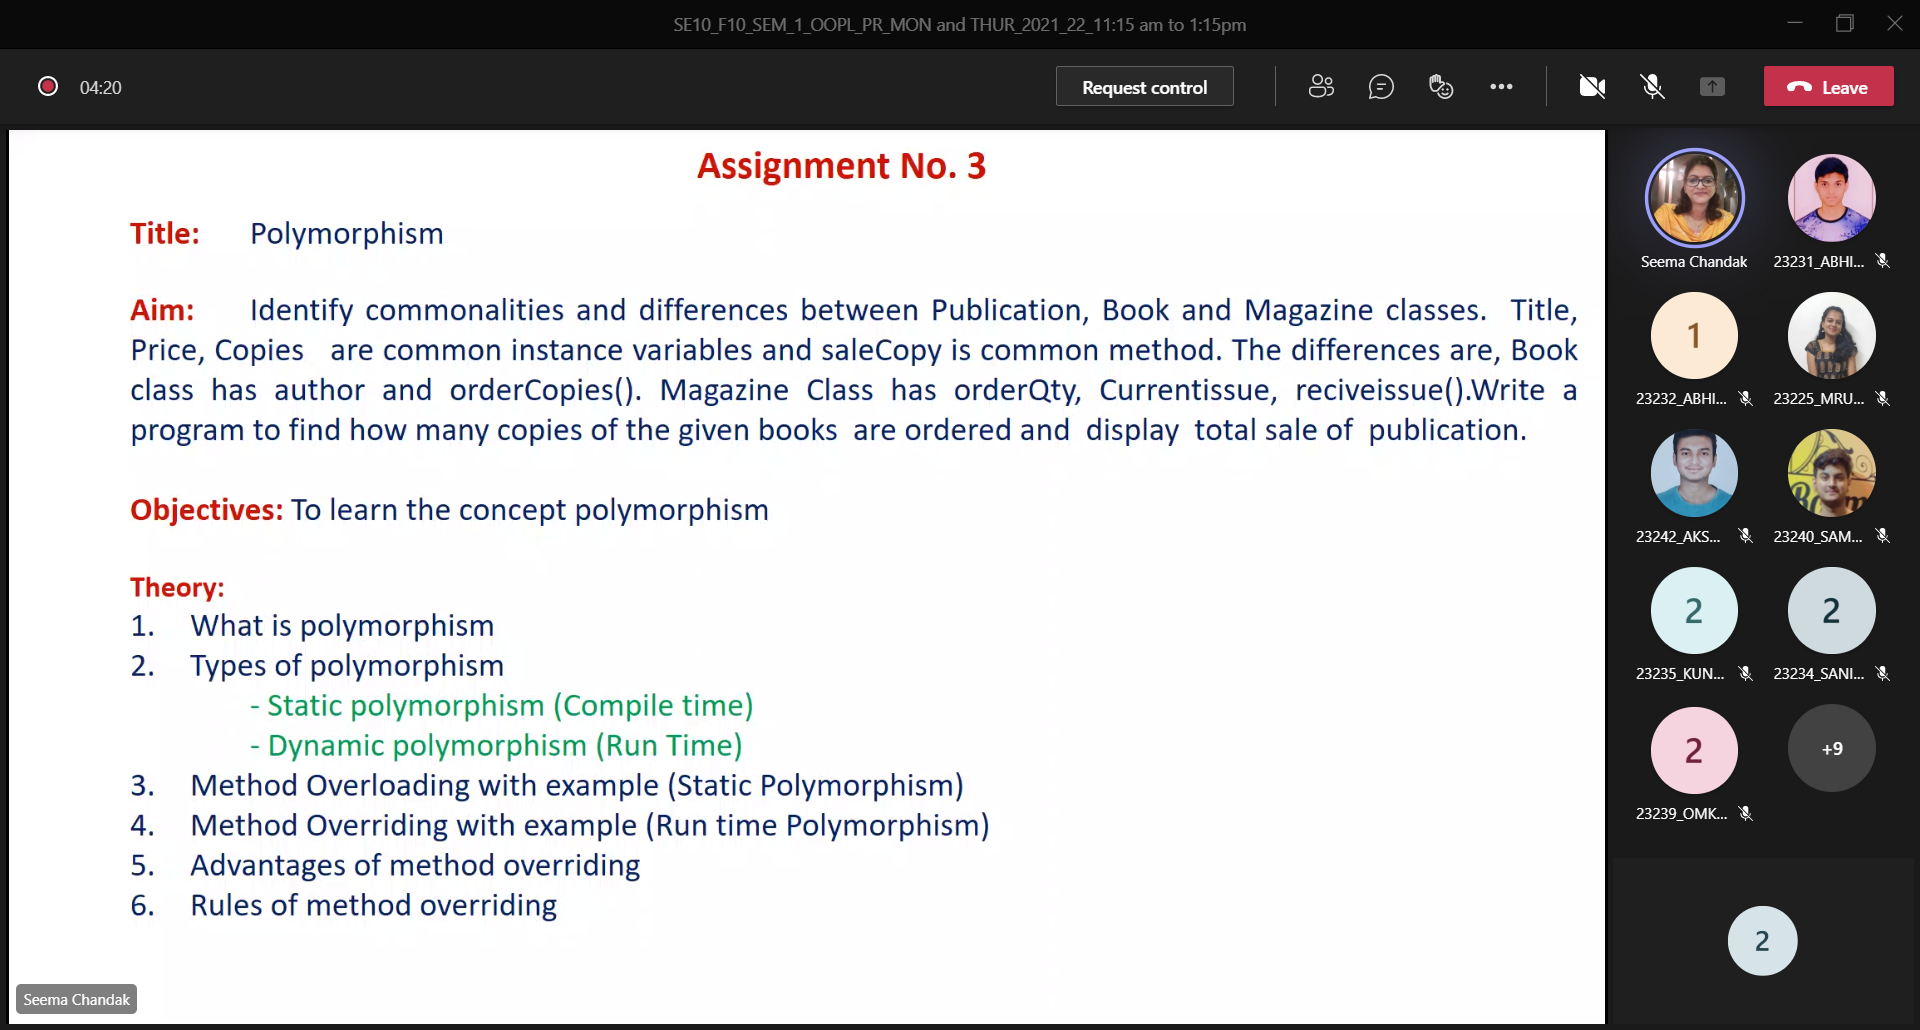 SE10_F10_SEM_1_OOPL_PR_MON and THUR_2021_22_11:15 am to 1:15pm
04:20
Request control
Leave
Assignment No. 3
Title: Polymorphism
Aim: Identify commonalities and differences between Publication, Book and Magazine classes. Title,
Price, Copies are common instance variables and saleCopy is common method. The differences are, Book
class has author and orderCopies(). Magazine Class has orderQty, Currentissue, reciveissue().Write a
program to find how many copies of the given books are ordered and display total sale of publication.
Objectives: To learn the concept polymorphism
Theory:
1. What is polymorphism
2. Types of polymorphism
- Static polymorphism (Compile time)
- Dynamic polymorphism (Run Time)
3. Method Overloading with example (Static Polymorphism)
4. Method Overriding with example (Run time Polymorphism)
5. Advantages of method overriding
6. Rules of method overriding
Seema Chandak
Seema Chandak
23231_ABHI...
1
23232_ABHI...
23225_MRU...
23242_AKS...
23240_SAM...
2
2
23235_KUN...
23234_SANI...
2
+9
23239_OMK...
2